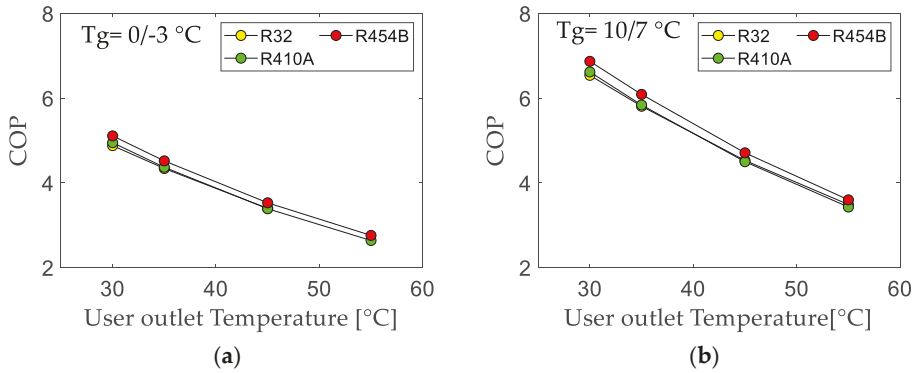 8
6
4
2
COP
Tg= 0/-3 °C
R32
R454B
R410A
30
40
50
60
User outlet Temperature [°C]
(a)
8
6
4
2
COP
Tg= 10/7 °C
R32
R454B
R410A
30
40
50
60
User outlet Temperature[°C]
(b)